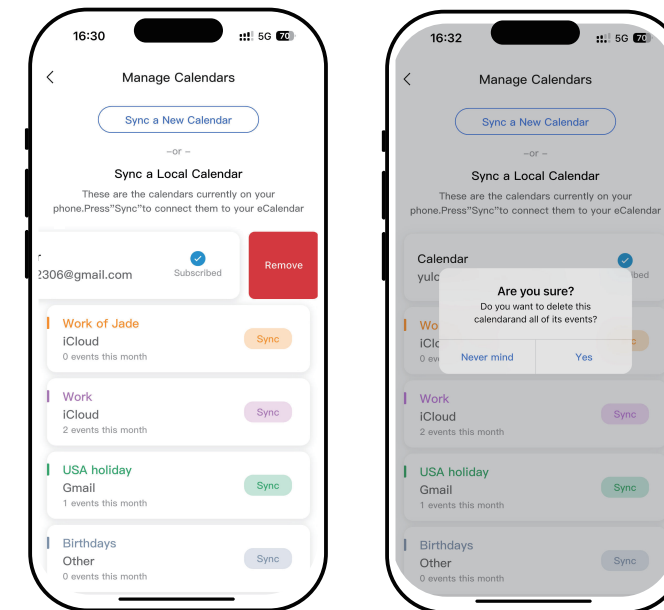 16:30
5G 70
Manage Calendars
Sync a New Calendar
–or –
Sync a Local Calendar
These are the calendars currently on your
phone.Press”Sync”to connect them to your eCalendar
2306@gmail.com
Subscribed
Remove
Work of Jade
iCloud
0 events this month
Sync
Work
iCloud
2 events this month
Sync
USA holiday
Gmail
1 events this month
Sync
Birthdays
Other
0 events this month
Sync
16:32
5G 70
Manage Calendars
Sync a New Calendar
–or –
Sync a Local Calendar
These are the calendars currently on your
phone.Press”Sync”to connect them to your eCalendar
Calendar
yulc
bed
Are you sure?
Do you want to delete this
calendarand all of its events?
Never mind
Yes
Wo
iClo
0 eve
Work
iCloud
2 events this month
Sync
USA holiday
Gmail
1 events this month
Sync
Birthdays
Other
0 events this month
Sync